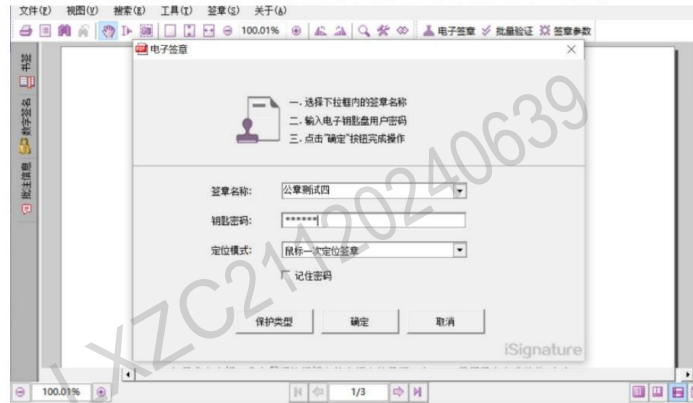 文件(F) 视图(V) 搜索(E) 工具(T) 签章(S) 关于(A)
100.01% 电子签章 批量验证 签章参数
电子签章
书签
数字签名
批注信息
一. 选择下拉框内的签章名称
二. 输入电子钥匙盘用户密码
三. 点击"确定"按钮完成操作
签章名称: 公章测试四
钥匙密码: ******
定位模式: 鼠标一次定位签章
记住密码
保护类型 确定 取消
iSignature
100.01% 1/3
LXZC21120240639